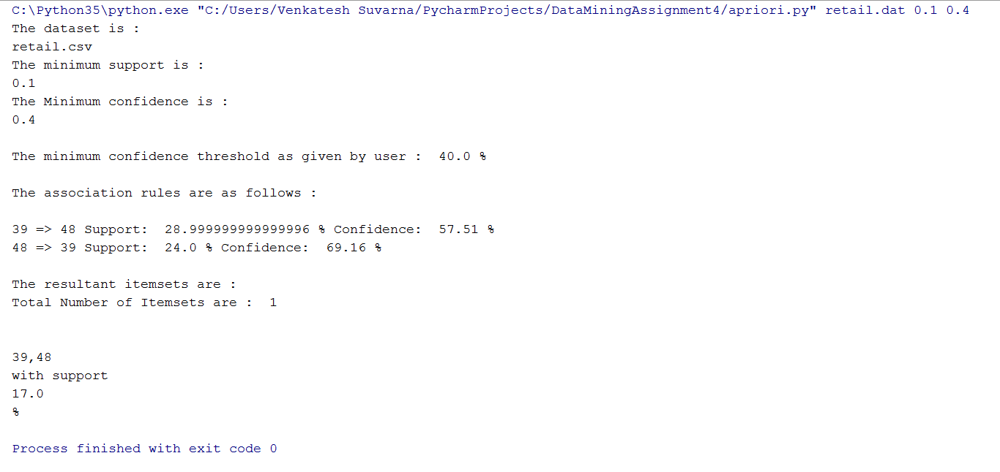 C:\Python35\python.exe "C:/Users/Venkatesh Suvarna/PycharmProjects/DataMiningAssignment4/apriori.py" retail.dat 0.1 0.4
The dataset is :
retail.csv
The minimum support is :
0.1
The Minimum confidence is :
0.4
The minimum confidence threshold as given by user :  40.0 %
The association rules are as follows :
39 => 48 Support:  28.999999999999996 % Confidence:  57.51 %
48 => 39 Support:  24.0 % Confidence:  69.16 %
The resultant itemsets are :
Total Number of Itemsets are :  1
39,48
with support
17.0
%
Process finished with exit code 0